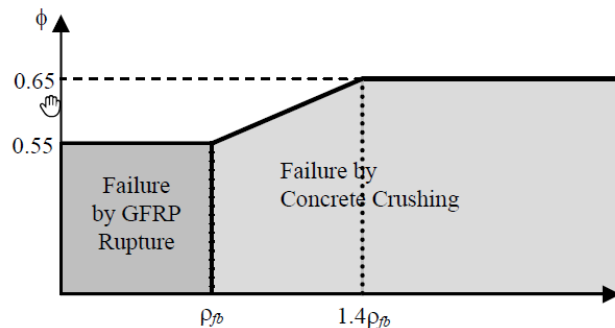 ϕ
0.65
0.55
Failure
by GFRP
Rupture
Failure by
Concrete Crushing
ρfb
1.4ρfb